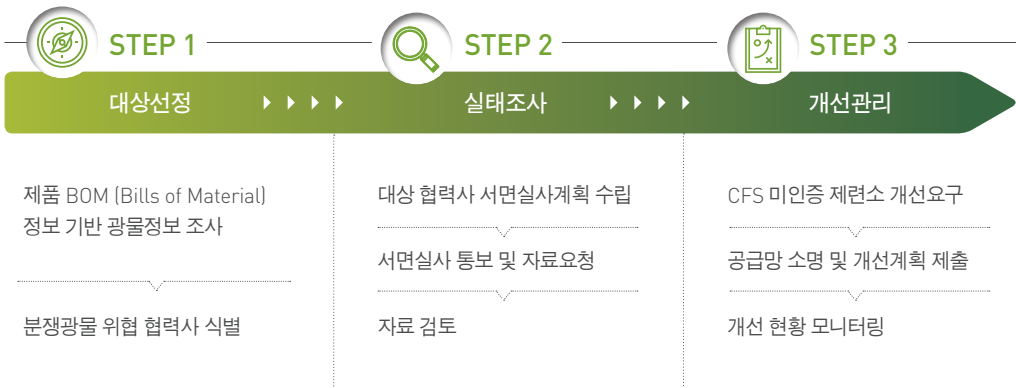 STEP 1
대상선정
제품 BOM (Bills of Material)
정보 기반 광물정보 조사
분쟁광물 위협 협력사 식별
STEP 2
실태조사
대상 협력사 서면실사계획 수립
서면실사 통보 및 자료요청
자료 검토
STEP 3
개선관리
CFS 미인증 제련소 개선요구
공급망 소명 및 개선계획 제출
개선 현황 모니터링